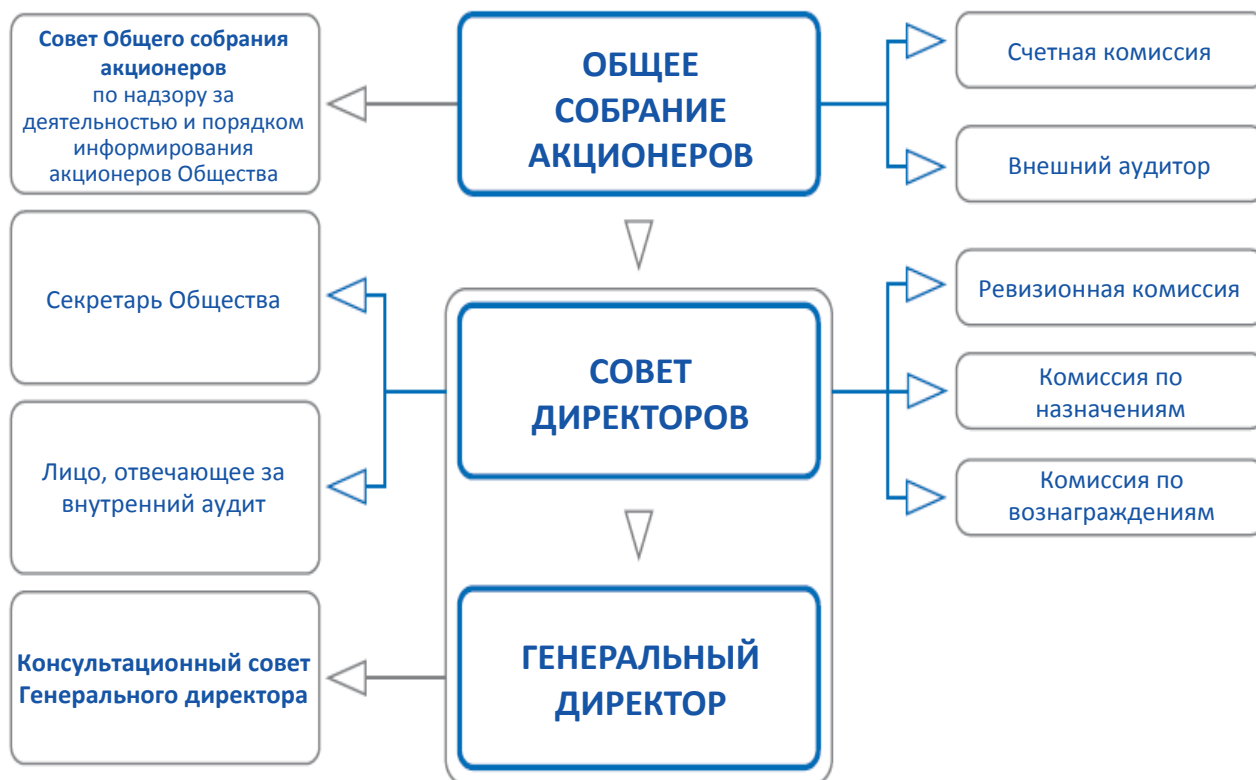 Совет Общего собрания
акционеров
по надзору за
деятельностью и порядком
информирования
акционеров Общества
ОБЩЕЕ
СОБРАНИЕ
АКЦИОНЕРОВ
Счетная комиссия
Внешний аудитор
Секретарь Общества
Лицо, отвечающее за
внутренний аудит
СОВЕТ
ДИРЕКТОРОВ
Ревизионная комиссия
Комиссия по
назначениям
Комиссия по
вознаграждениям
Консультационный совет
Генерального директора
ГЕНЕРАЛЬНЫЙ
ДИРЕКТОР